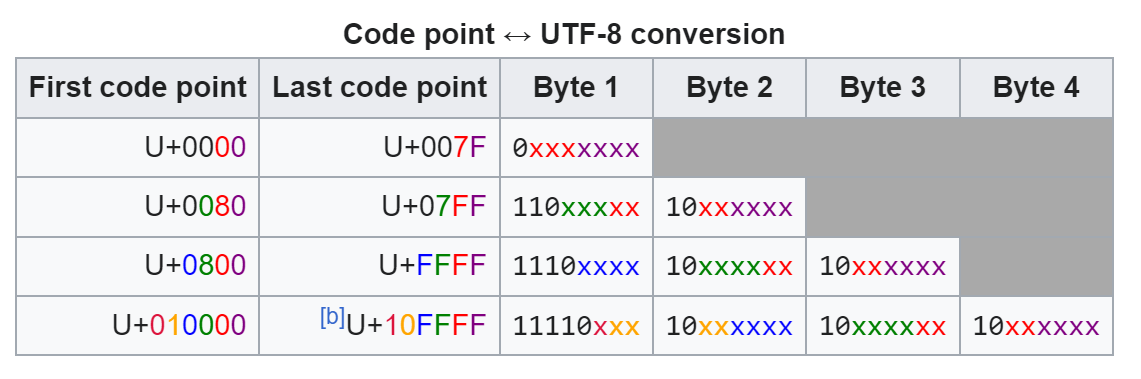 Code point ↔ UTF-8 conversion
First code point Last code point Byte 1 Byte 2 Byte 3 Byte 4
U+0000 U+007F 0xxxxxxx
U+0080 U+07FF 110xxxxx 10xxxxxx
U+0800 U+FFFF 1110xxxx 10xxxxxx 10xxxxxx
U+010000 [b]U+10FFFF 11110xxx 10xxxxxx 10xxxxxx 10xxxxxx